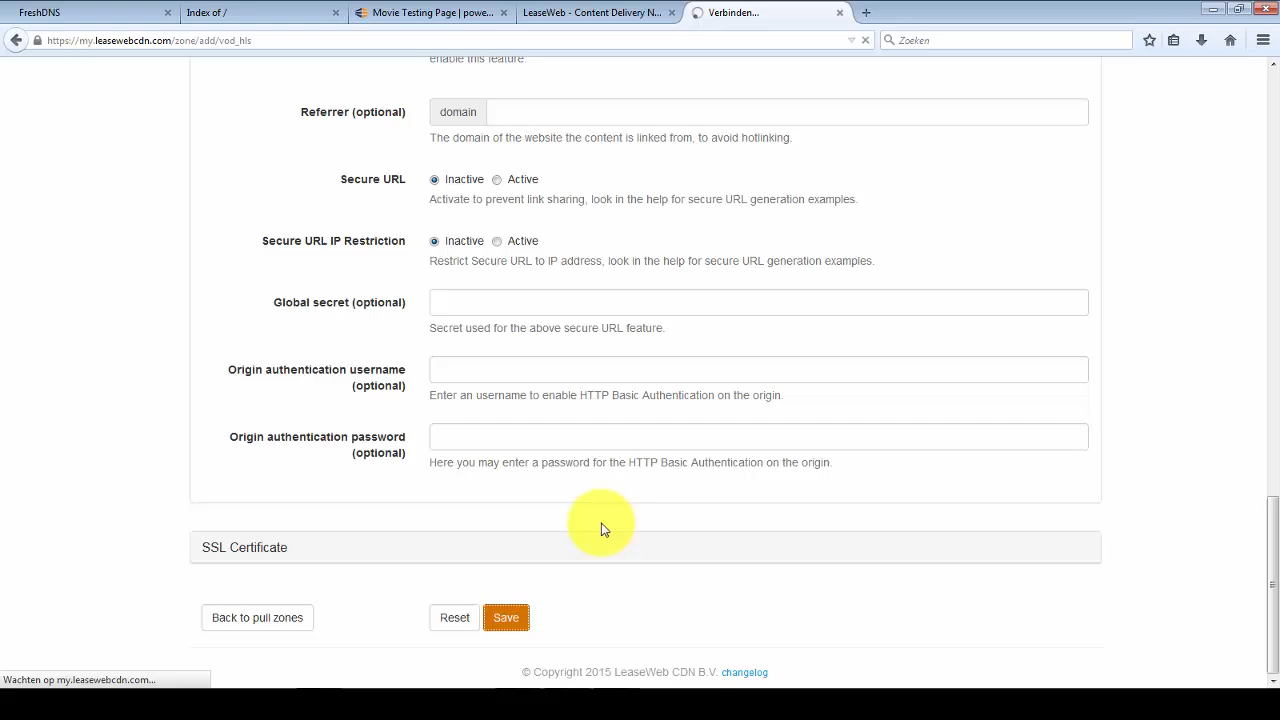 FreshDNS
Index of /
Movie Testing Page | powe...
LeaseWeb - Content Delivery N...
Verbinden...
https://my.leasewebcdn.com/zone/add/vod_hls
Zoeken
enable this feature.
Referrer (optional)
domain
The domain of the website the content is linked from, to avoid hotlinking.
Secure URL
Inactive Active
Activate to prevent link sharing, look in the help for secure URL generation examples.
Secure URL IP Restriction
Inactive Active
Restrict Secure URL to IP address, look in the help for secure URL generation examples.
Global secret (optional)
Secret used for the above secure URL feature.
Origin authentication username
(optional)
Enter an username to enable HTTP Basic Authentication on the origin.
Origin authentication password
(optional)
Here you may enter a password for the HTTP Basic Authentication on the origin.
SSL Certificate
Back to pull zones
Reset
Save
© Copyright 2015 LeaseWeb CDN B.V. changelog
Wachten op my.leasewebcdn.com...